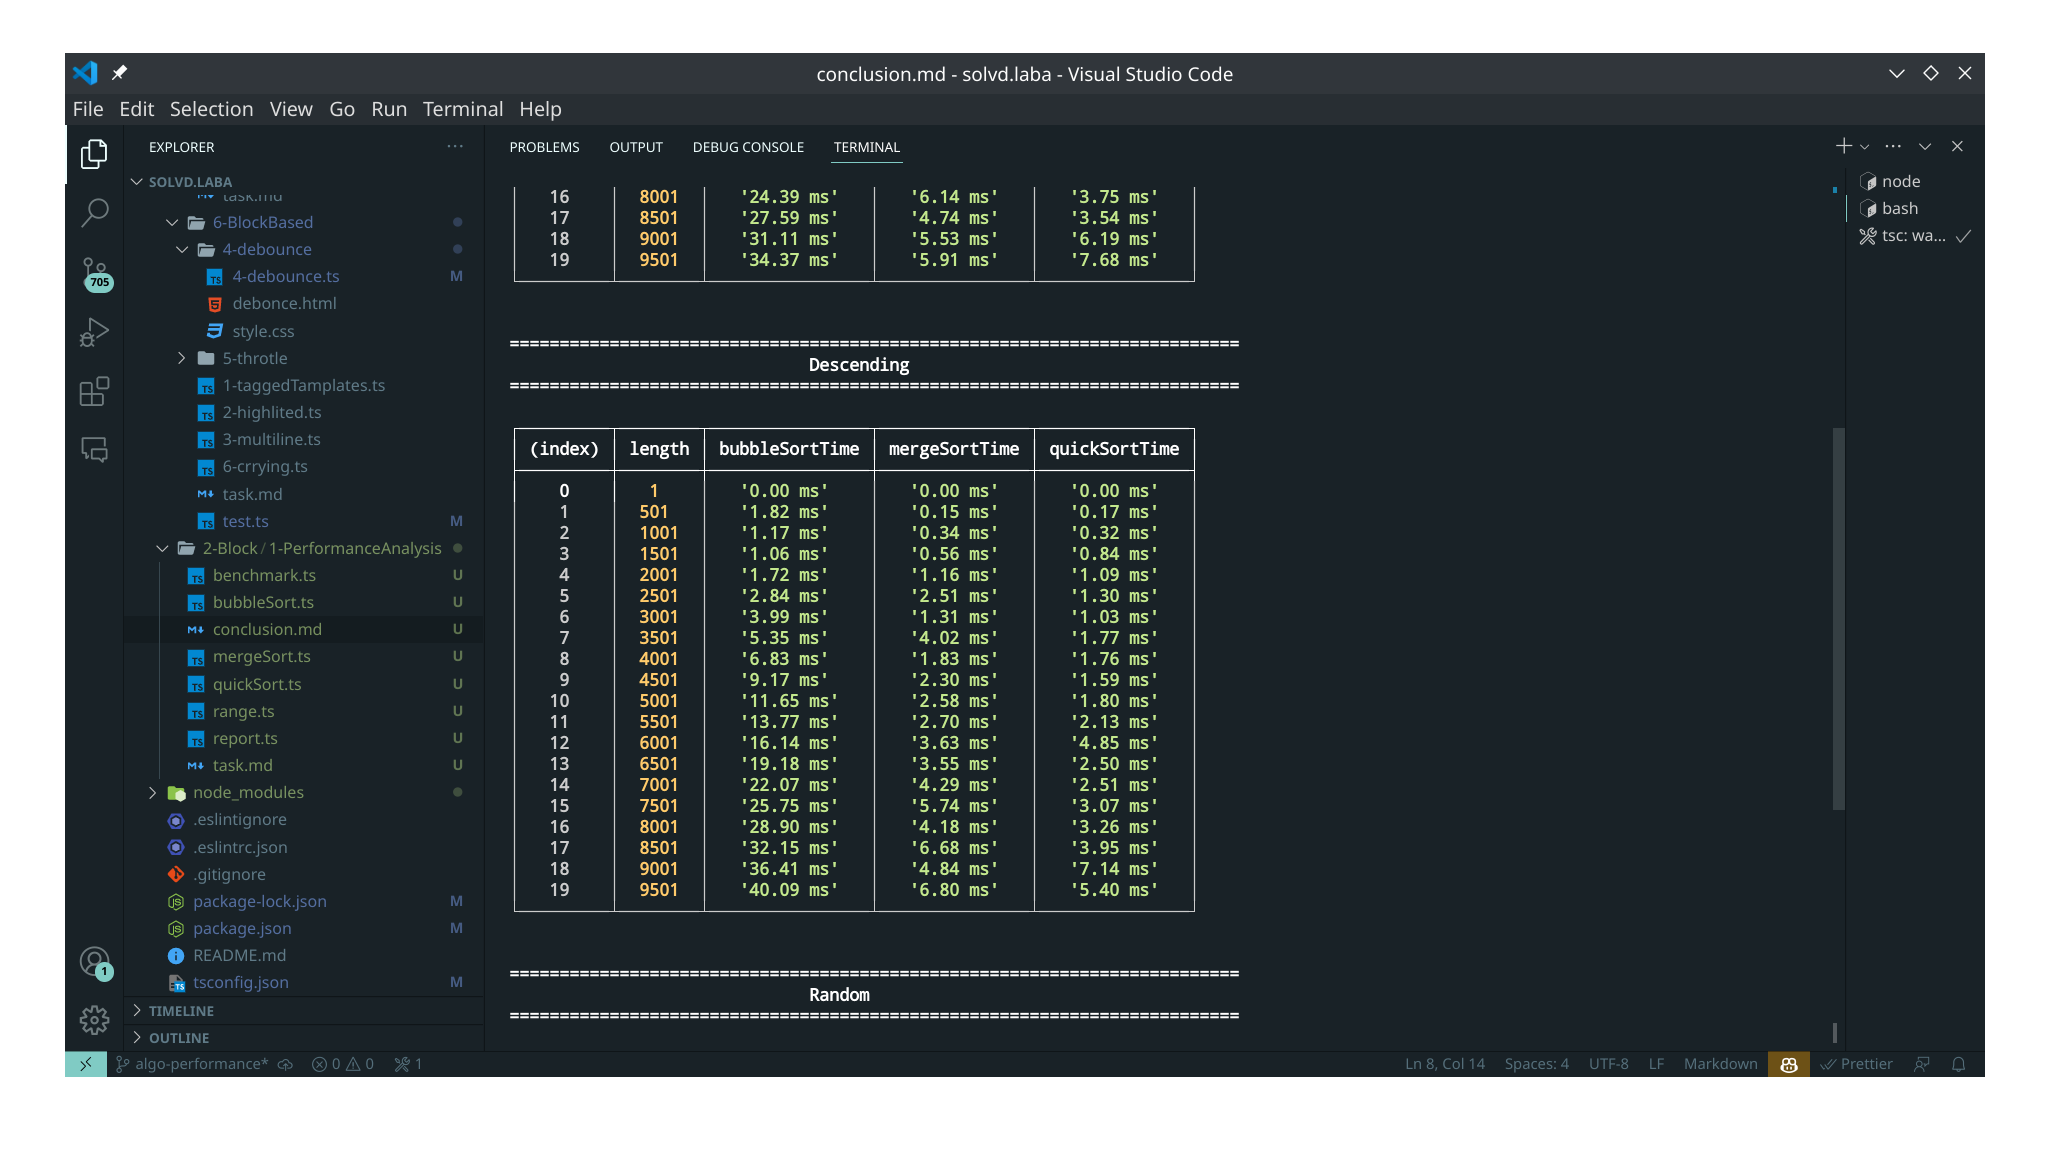 conclusion.md - solvd.laba - Visual Studio Code
File Edit Selection View Go Run Terminal Help
EXPLORER
SOLVD.LABA
task.md
6-BlockBased
4-debounce
4-debounce.ts M
debonce.html
style.css
5-throtle
1-taggedTamplates.ts
2-highlited.ts
3-multiline.ts
6-crrying.ts
task.md
test.ts M
2-Block / 1-PerformanceAnalysis
benchmark.ts U
bubbleSort.ts U
conclusion.md U
mergeSort.ts U
quickSort.ts U
range.ts U
report.ts U
task.md U
node_modules
.eslintignore
.eslintrc.json
.gitignore
package-lock.json M
package.json M
README.md
tsconfig.json M
TIMELINE
OUTLINE
705
1
PROBLEMS OUTPUT DEBUG CONSOLE TERMINAL
16 8001 '24.39 ms' '6.14 ms' '3.75 ms'
17 8501 '27.59 ms' '4.74 ms' '3.54 ms'
18 9001 '31.11 ms' '5.53 ms' '6.19 ms'
19 9501 '34.37 ms' '5.91 ms' '7.68 ms'
=========================================================================
Descending
=========================================================================
(index) length bubbleSortTime mergeSortTime quickSortTime
0 1 '0.00 ms' '0.00 ms' '0.00 ms'
1 501 '1.82 ms' '0.15 ms' '0.17 ms'
2 1001 '1.17 ms' '0.34 ms' '0.32 ms'
3 1501 '1.06 ms' '0.56 ms' '0.84 ms'
4 2001 '1.72 ms' '1.16 ms' '1.09 ms'
5 2501 '2.84 ms' '2.51 ms' '1.30 ms'
6 3001 '3.99 ms' '1.31 ms' '1.03 ms'
7 3501 '5.35 ms' '4.02 ms' '1.77 ms'
8 4001 '6.83 ms' '1.83 ms' '1.76 ms'
9 4501 '9.17 ms' '2.30 ms' '1.59 ms'
10 5001 '11.65 ms' '2.58 ms' '1.80 ms'
11 5501 '13.77 ms' '2.70 ms' '2.13 ms'
12 6001 '16.14 ms' '3.63 ms' '4.85 ms'
13 6501 '19.18 ms' '3.55 ms' '2.50 ms'
14 7001 '22.07 ms' '4.29 ms' '2.51 ms'
15 7501 '25.75 ms' '5.74 ms' '3.07 ms'
16 8001 '28.90 ms' '4.18 ms' '3.26 ms'
17 8501 '32.15 ms' '6.68 ms' '3.95 ms'
18 9001 '36.41 ms' '4.84 ms' '7.14 ms'
19 9501 '40.09 ms' '6.80 ms' '5.40 ms'
=========================================================================
Random
=========================================================================
node
bash
tsc: wa...
algo-performance* 0 0 1 Ln 8, Col 14 Spaces: 4 UTF-8 LF Markdown Prettier